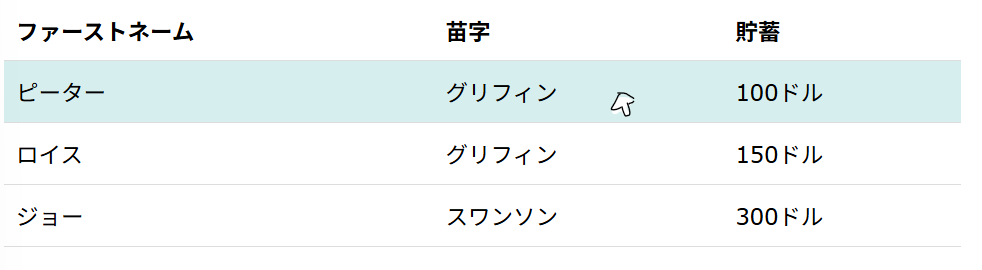 ファーストネーム 苗字 貯蓄
ピーター グリフィン 100ドル
ロイス グリフィン 150ドル
ジョー スワンソン 300ドル